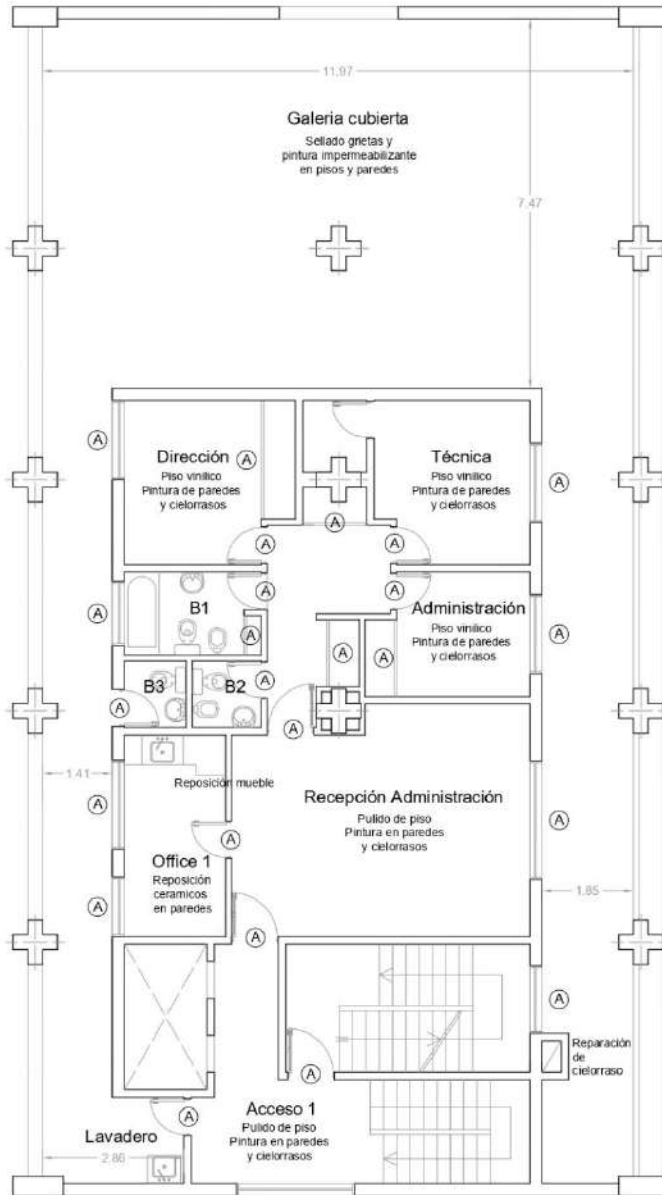 11.97
Galeria cubierta
Sellado grietas y
pintura impermeabilizante
en pisos y paredes
7.47
A
Dirección
A
Piso vinílico
Pintura de paredes
y cielorrasos
Técnica
Piso vinílico
Pintura de paredes
y cielorrasos
A
A
A
A
A
A
B1
A
A
A
Administración
Piso vinílico
Pintura de paredes
y cielorrasos
A
A
A
A
B3
B2
A
A
A
1.41
Reposición mueble
Recepción Administración
Pulido de piso
Pintura en paredes
y cielorrasos
A
A
A
Office 1
Reposición
ceramicos
en paredes
A
1.85
A
A
Reparación
de
cielorraso
A
Acceso 1
Pulido de piso
Pintura en paredes
y cielorrasos
A
Lavadero
2.86